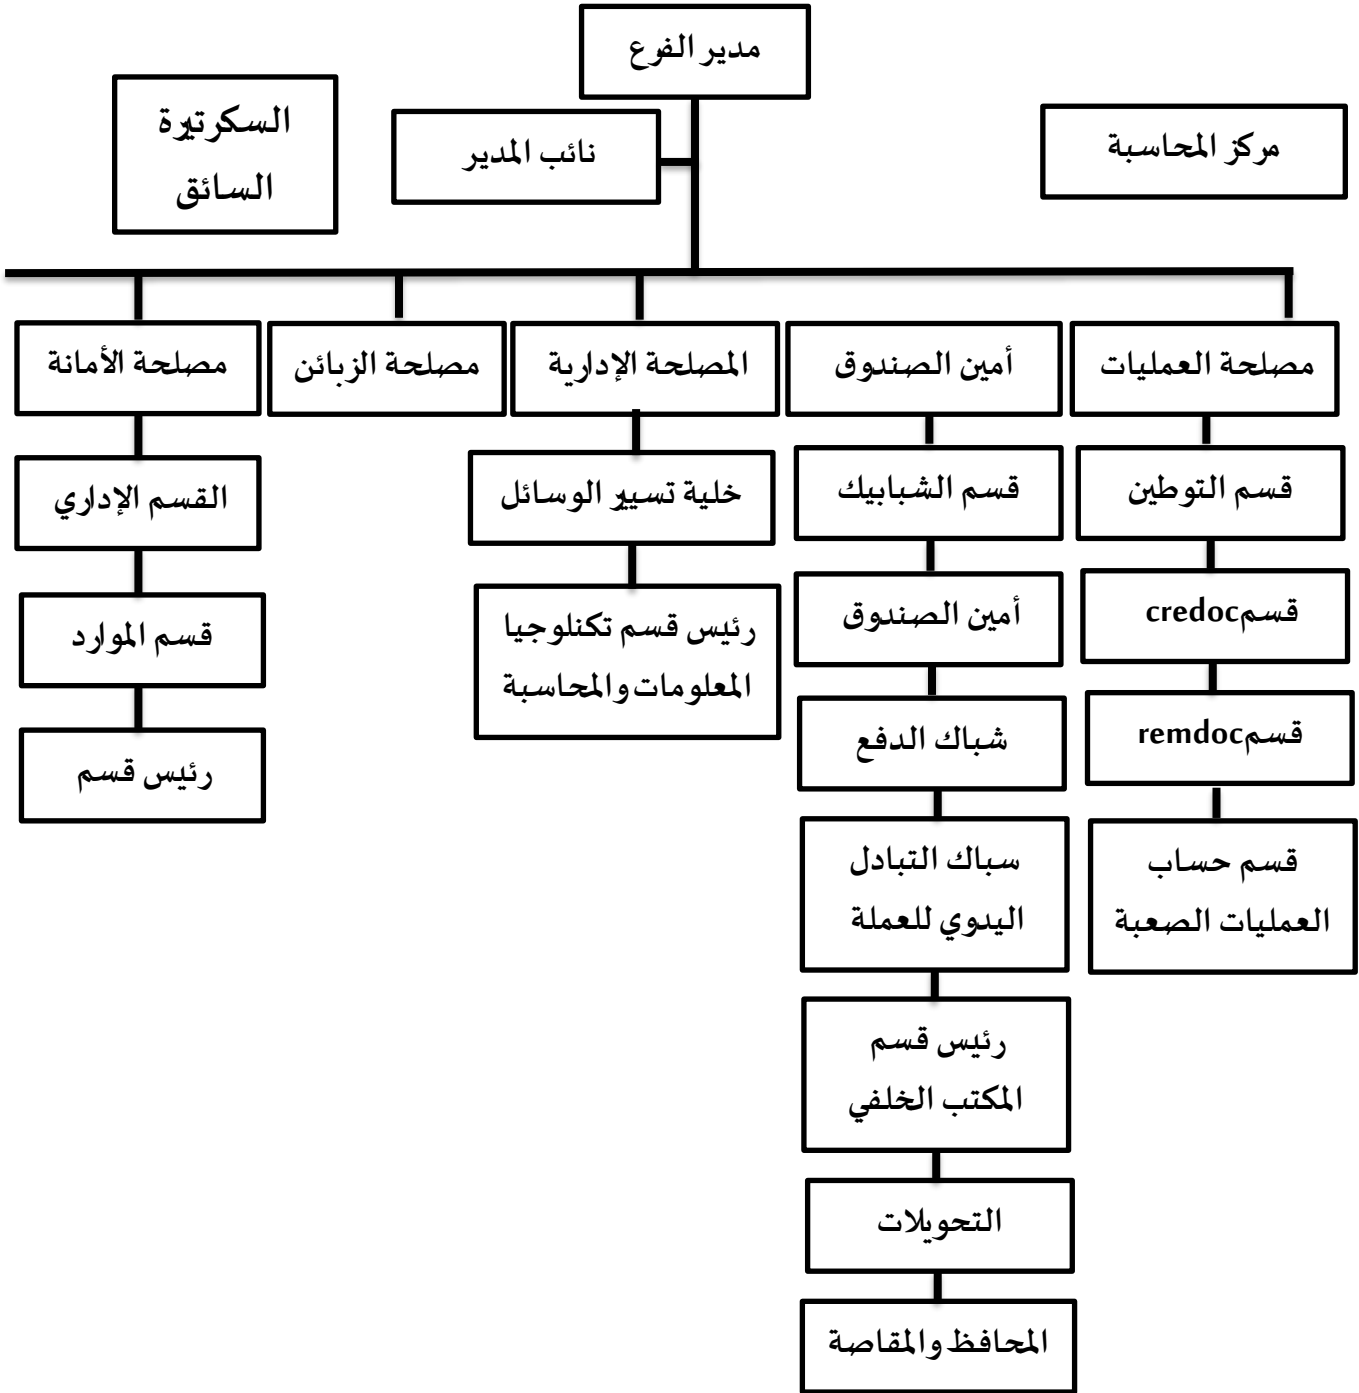 مدير الفرع
مركز المحاسبة
نائب المدير
السكرتيرة
السائق
مصلحة العمليات
أمين الصندوق
المصلحة الإدارية
مصلحة الزبائن
مصلحة الأمانة
قسم التوطين
قسم الشبابيك
خلية تسيير الوسائل
القسم الإداري
قسمcredoc
أمين الصندوق
رئيس قسم تكنلوجيا
المعلومات والمحاسبة
قسم الموارد
قسمremdoc
شباك الدفع
رئيس قسم
قسم حساب
العمليات الصعبة
سباك التبادل
اليدوي للعملة
رئيس قسم
المكتب الخلفي
التحويلات
المحافظ والمقاصة